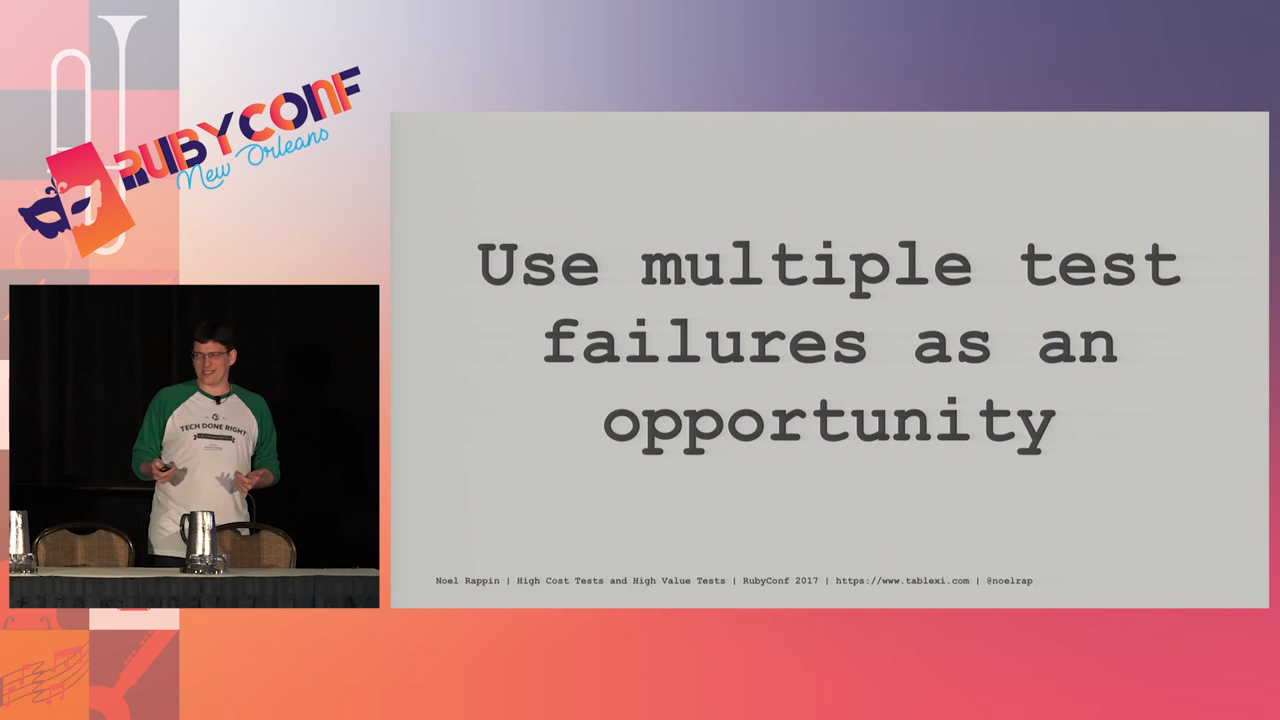 RUBYCONF
New Orleans
TECH DONE RIGHT
Use multiple test
failures as an
opportunity
Noel Rappin | High Cost Tests and High Value Tests | RubyConf 2017 | https://www.tablexi.com | @noelrap